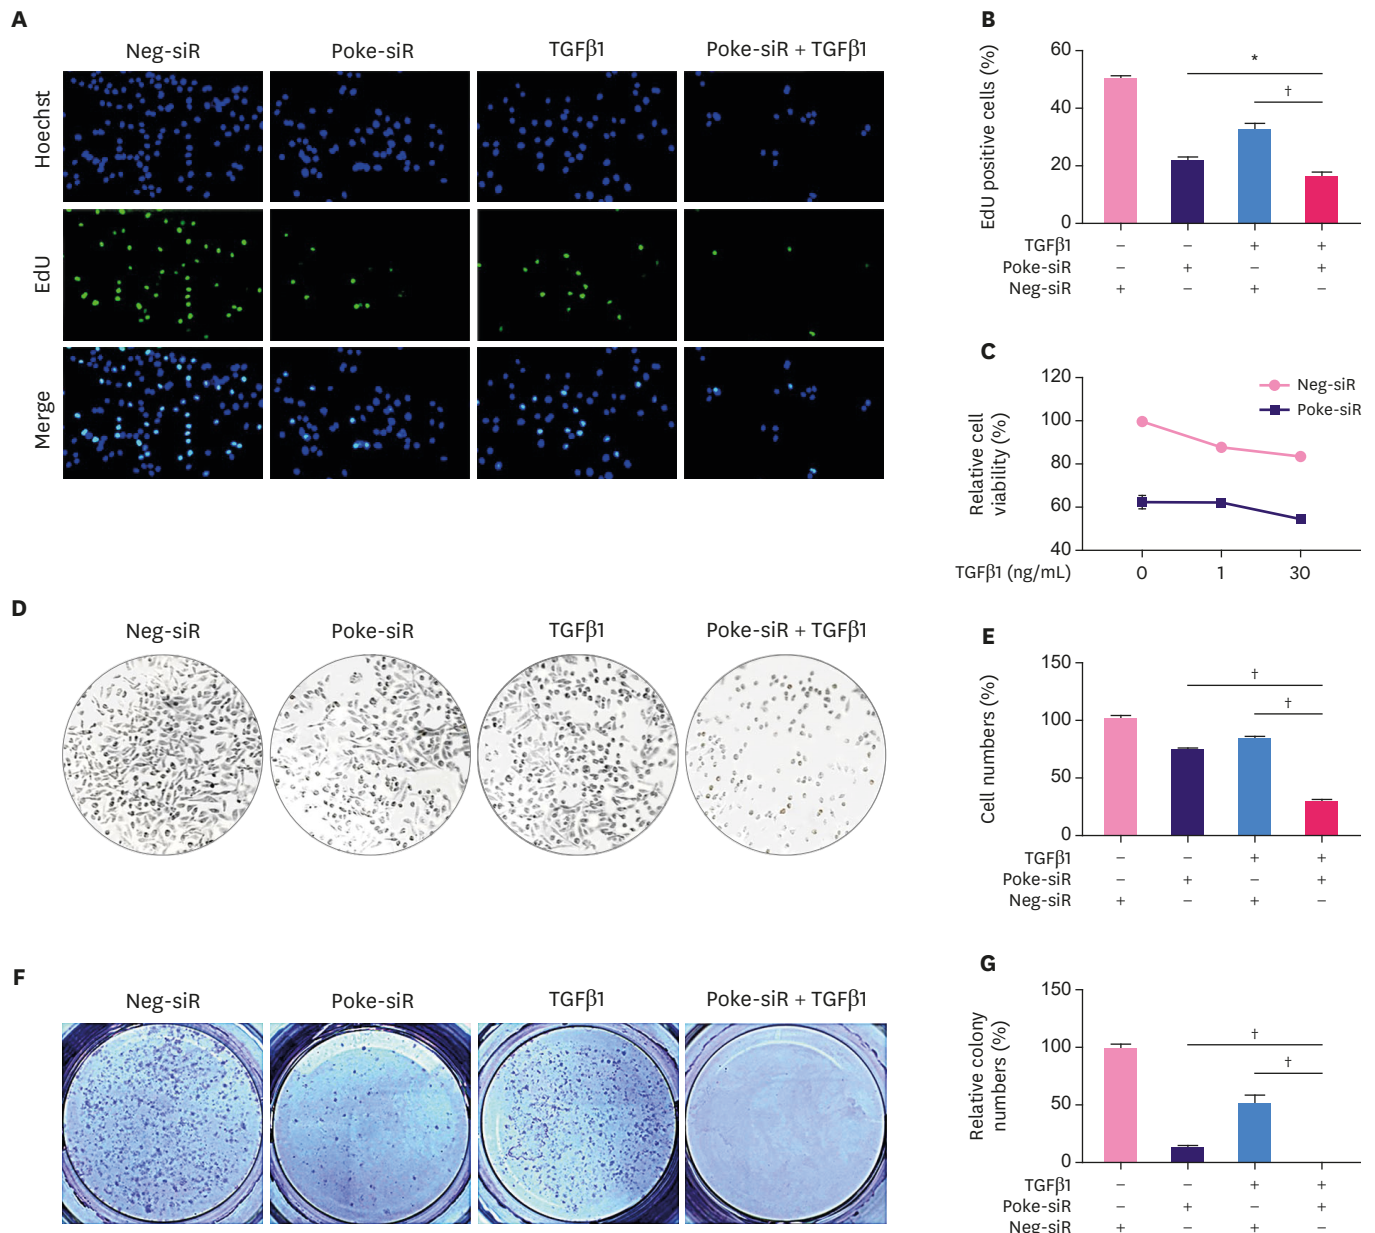 A
Neg-siR Poke-siR TGFβ1 Poke-siR + TGFβ1
Hoechst
EdU
Merge
B
EdU positive cells (%)
60
40
20
0
* †
TGFβ1 – – + +
Poke-siR – + – +
Neg-siR + – + –
C
Relative cell
viability (%)
120
100
80
60
40
Neg-siR
Poke-siR
TGFβ1 (ng/mL) 0 1 30
D
Neg-siR Poke-siR TGFβ1 Poke-siR + TGFβ1
E
Cell numbers (%)
150
100
50
0
† †
TGFβ1 – – + +
Poke-siR – + – +
Neg-siR + – + –
F
Neg-siR Poke-siR TGFβ1 Poke-siR + TGFβ1
G
Relative colony
numbers (%)
150
100
50
0
† †
TGFβ1 – – + +
Poke-siR – + – +
Neg-siR + – + –